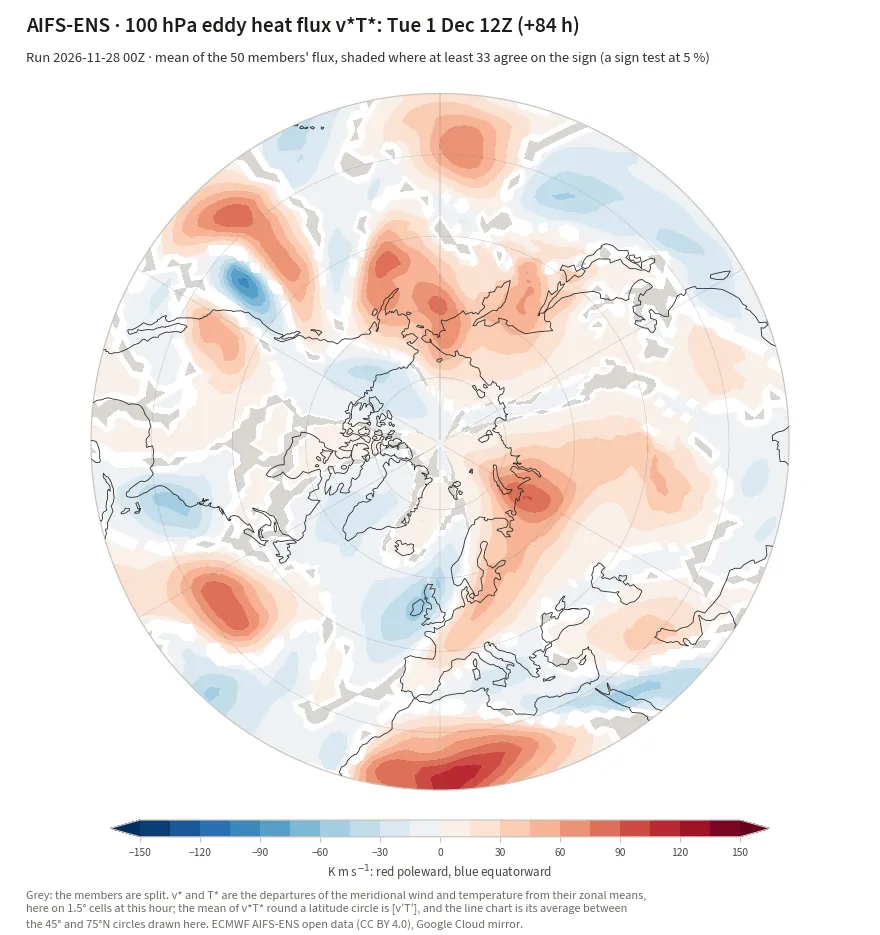 AIFS-ENS · 100 hPa eddy heat flux v*T*: Tue 1 Dec 12Z (+84 h)
Run 2026-11-28 00Z · mean of the 50 members' flux, shaded where at least 33 agree on the sign (a sign test at 5 %)
−150 −120 −90 −60 −30 0 30 60 90 120 150
K m s⁻¹: red poleward, blue equatorward
Grey: the members are split. v* and T* are the departures of the meridional wind and temperature from their zonal means,
here on 1.5° cells at this hour; the mean of v*T* round a latitude circle is [v'T'], and the line chart is its average between
the 45° and 75°N circles drawn here. ECMWF AIFS-ENS open data (CC BY 4.0), Google Cloud mirror.